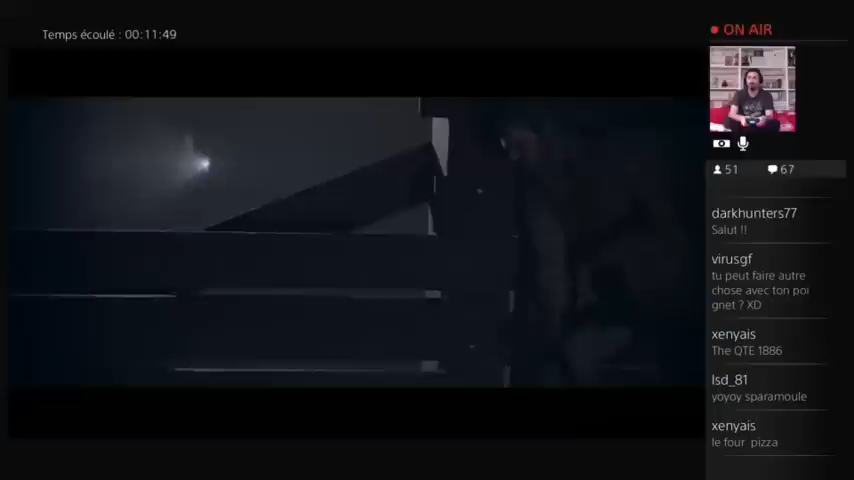 Temps écoulé : 00:11:49
ON AIR
51 67
darkhunters77
Salut !!
virusgf
tu peut faire autre
chose avec ton poi
gnet ? XD
xenyais
The QTE 1886
lsd_81
yoyoy sparamoule
xenyais
le four pizza